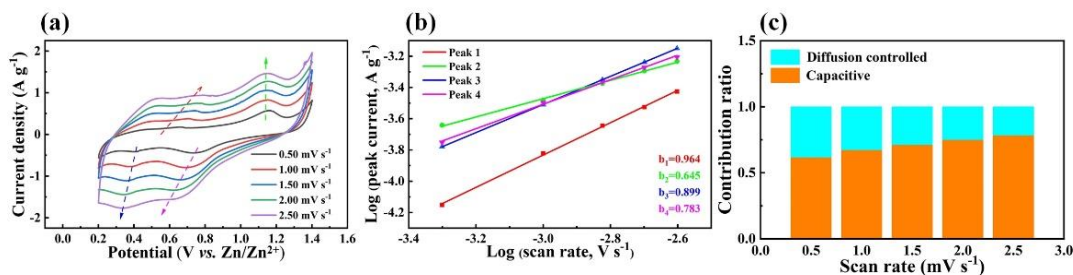 (a)
Current density (A g⁻¹)
2
1
0
-1
-2
0.50 mV s⁻¹
1.00 mV s⁻¹
1.50 mV s⁻¹
2.00 mV s⁻¹
2.50 mV s⁻¹
0.0 0.2 0.4 0.6 0.8 1.0 1.2 1.4 1.6
Potential (V vs. Zn/Zn²⁺)
(b)
Log (peak current, A g⁻¹)
-3.2
-3.4
-3.6
-3.8
-4.0
-4.2
Peak 1
Peak 2
Peak 3
Peak 4
b₁=0.964
b₂=0.645
b₃=0.899
b₄=0.783
-3.4 -3.2 -3.0 -2.8 -2.6
Log (scan rate, V s⁻¹)
(c)
Contribution ratio
1.5
1.0
0.5
0.0
Diffusion controlled
Capacitive
0.0 0.5 1.0 1.5 2.0 2.5 3.0
Scan rate (mV s⁻¹)